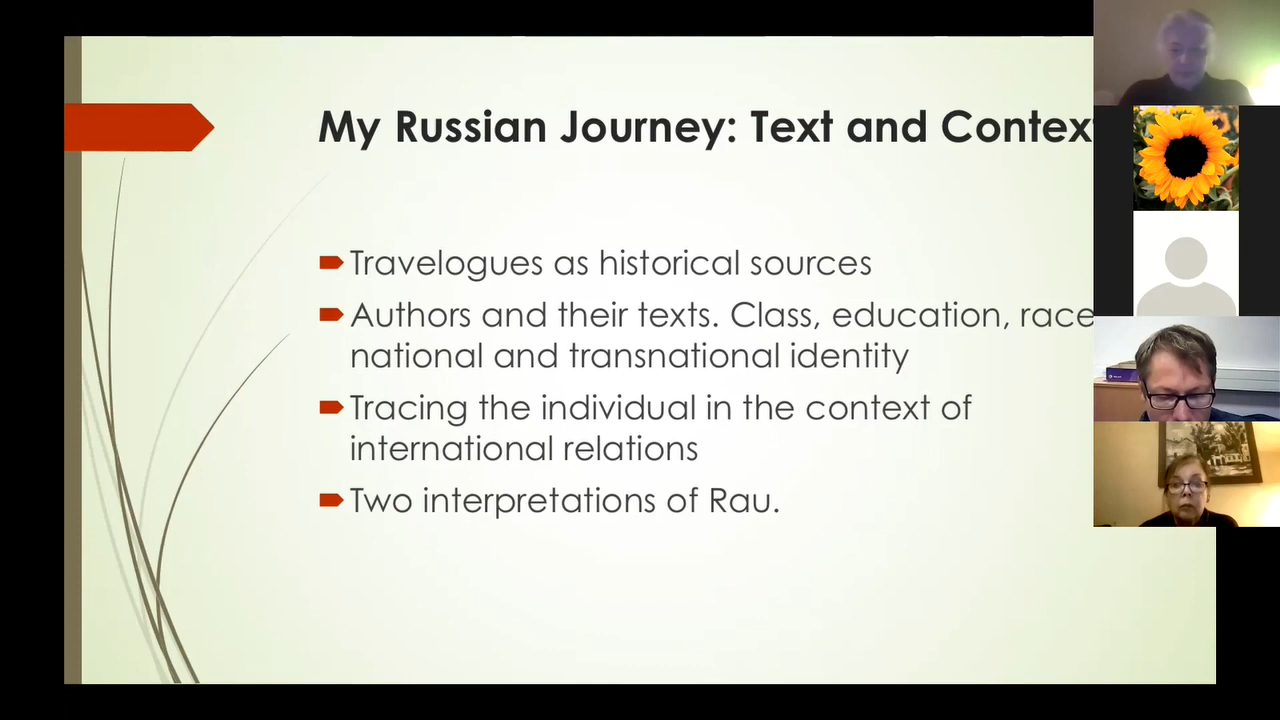 My Russian Journey: Text and Contex
Travelogues as historical sources
Authors and their texts. Class, education, race
national and transnational identity
Tracing the individual in the context of
international relations
Two interpretations of Rau.